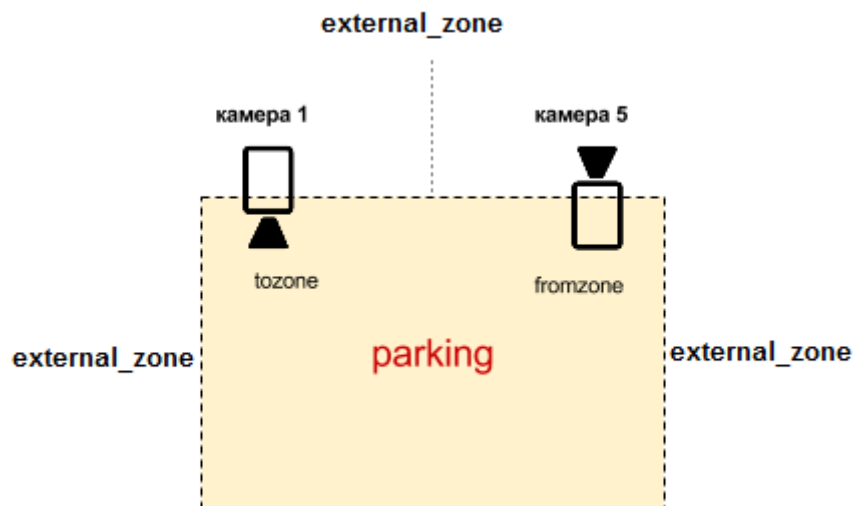 external_zone
камера 1
камера 5
tozone
fromzone
parking
external_zone
external_zone